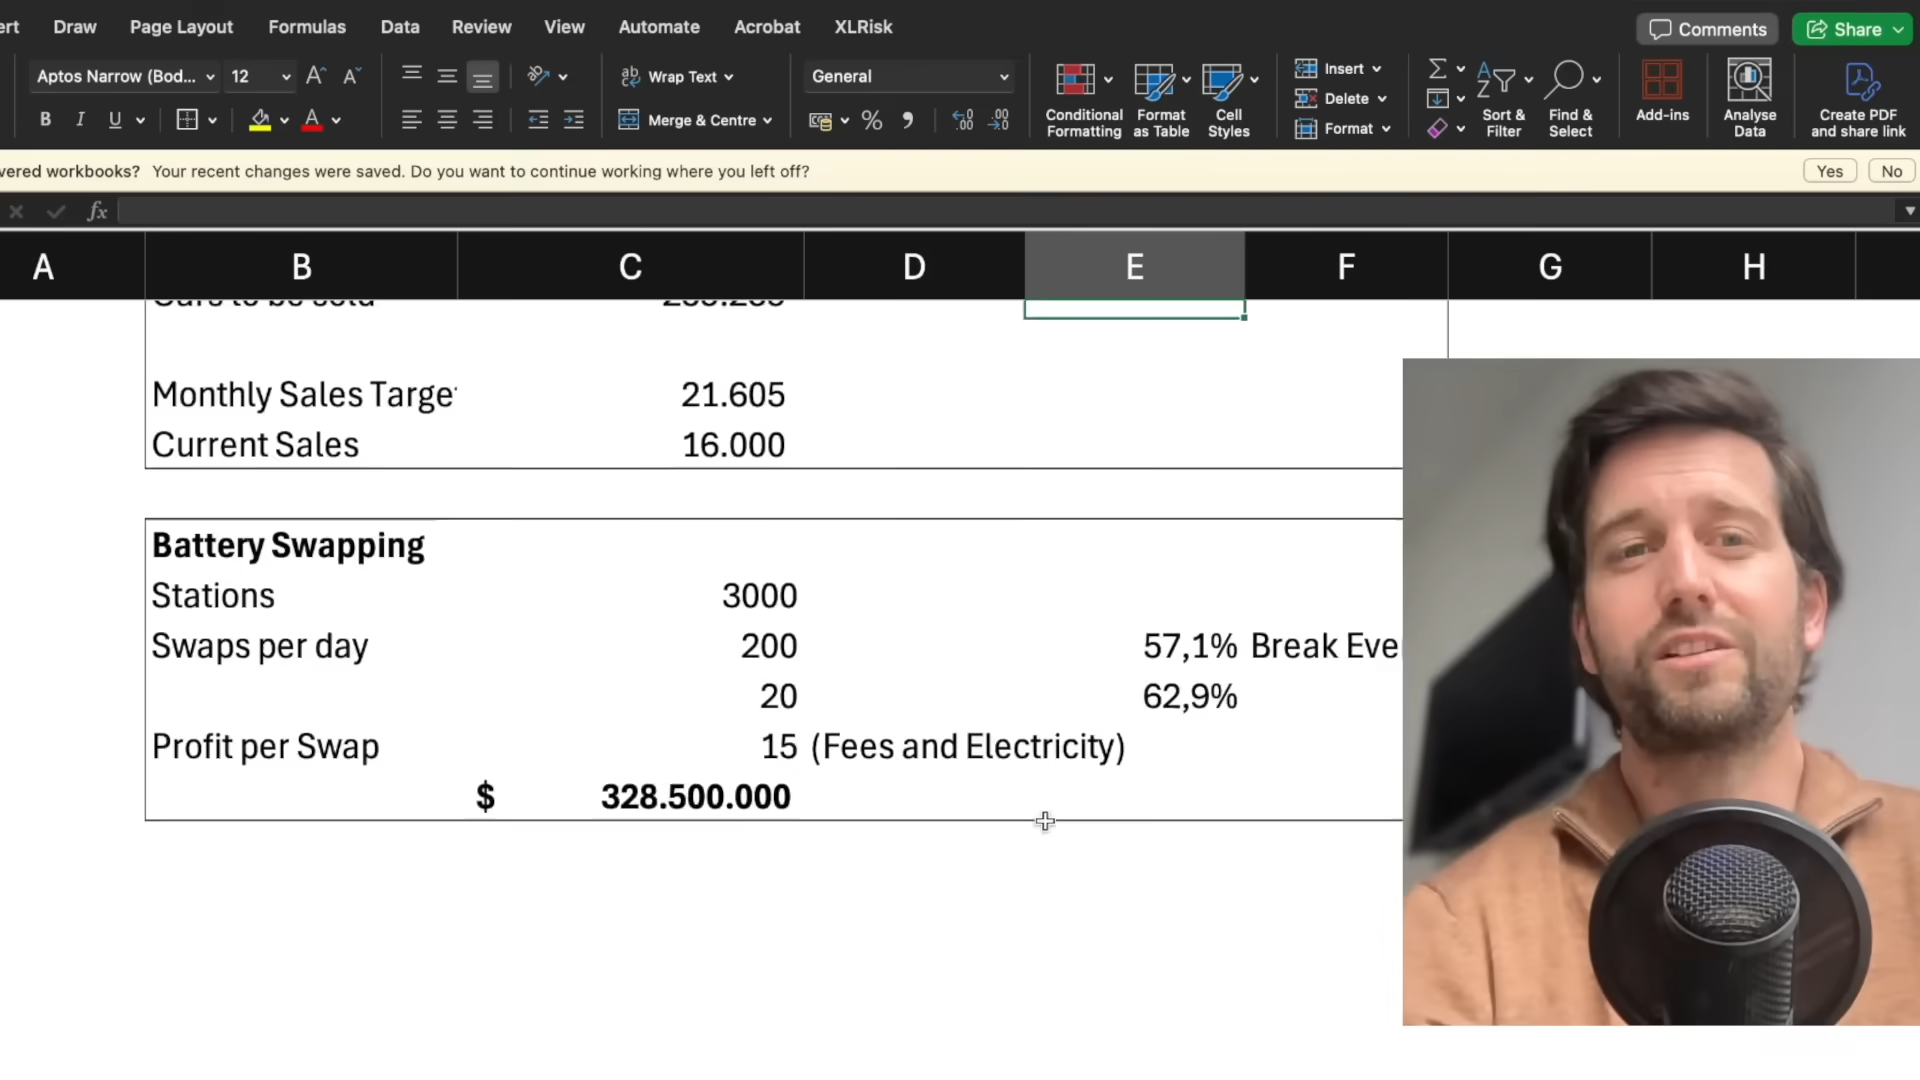 Draw Page Layout Formulas Data Review View Automate Acrobat XLRisk Comments Share
Aptos Narrow (Bod... 12 Wrap Text General Insert
Delete
B I U Merge & Centre % Format
Conditional Formatting Format as Table Cell Styles Sort & Filter Find & Select Add-ins Analyse Data Create PDF and share link
workbooks? Your recent changes were saved. Do you want to continue working where you left off? Yes No
fx
A B C D E F G H
Monthly Sales 21.605
Current Sales 16.000
Battery Swapping
Stations 3000
Swaps per day 200 57,1% Break
20 62,9%
Profit per Swap 15 (Fees and Electricity)
$ 328.500.000